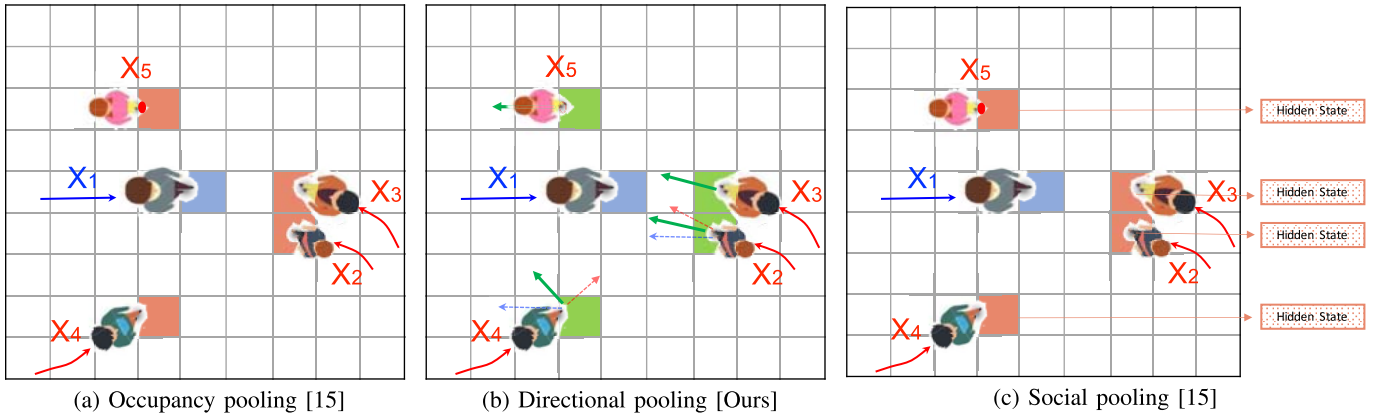 X5
X1
X3
X2
X4
(a) Occupancy pooling [15]
X5
X1
X3
X2
X4
(b) Directional pooling [Ours]
X5
Hidden State
X1
Hidden State
X3
Hidden State
X2
X4
Hidden State
(c) Social pooling [15]